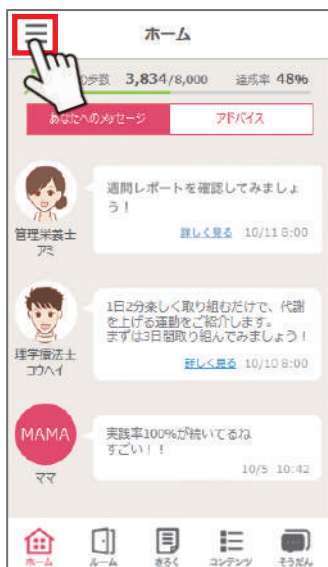 ホーム
の歩数 3,834/8,000 達成率 48%
あなたへのメッセージ アドバイス
週間レポートを確認してみましょ
う！
詳しく見る 10/11 8:00
管理栄養士
アミ
1日2分楽しく取り組むだけで、代謝
を上げる運動をご紹介します。
まずは3日間取り組んでみましょう！
詳しく見る 10/10 8:00
理学療法士
コウヘイ
MAMA
実践率100%が続いてるね
すごい！！
10/5 10:42
ママ
ホーム ルーム きろく コンテンツ そうだん